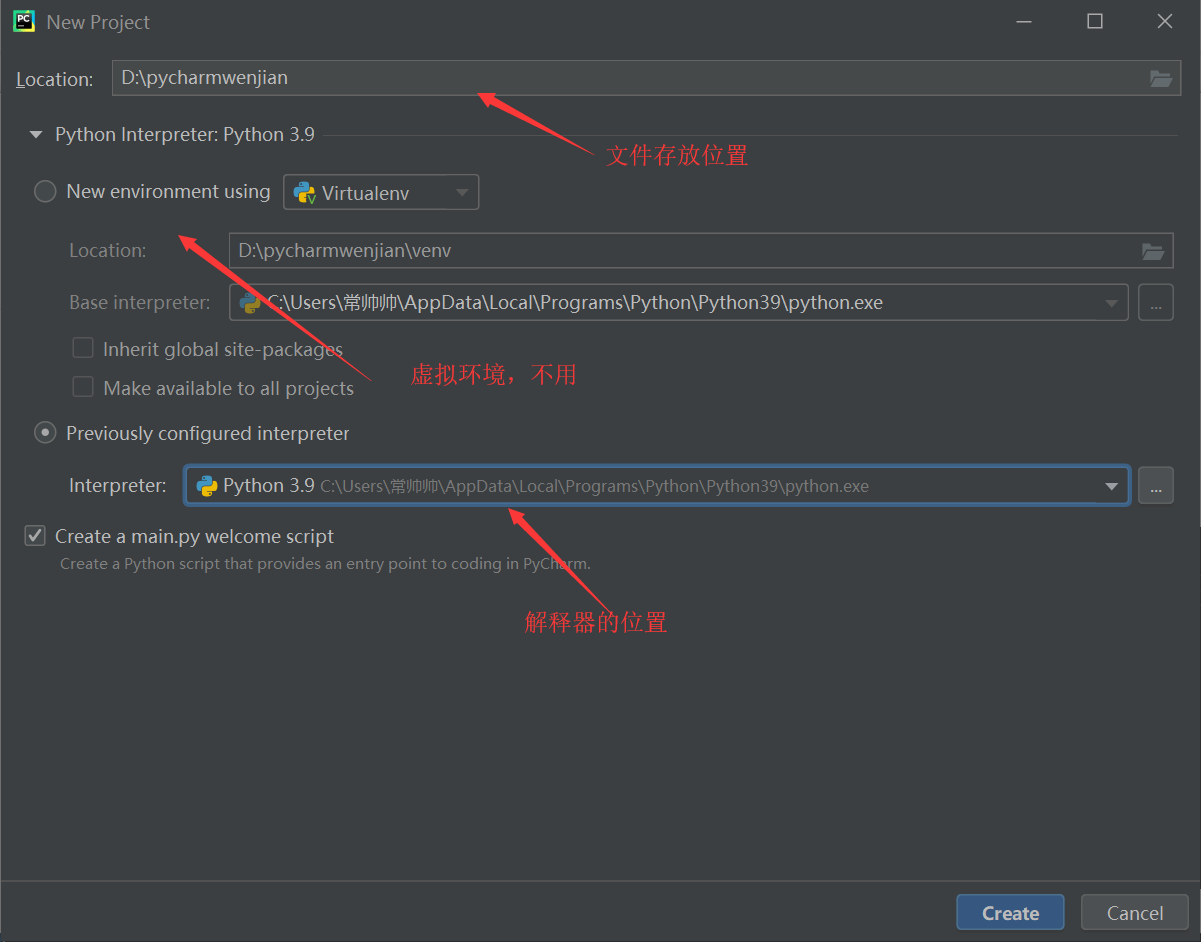 PC New Project
Location: D:\pycharmwenjian
Python Interpreter: Python 3.9
文件存放位置
New environment using Virtualenv
Location: D:\pycharmwenjian\venv
Base interpreter: C:\Users\常帅帅\AppData\Local\Programs\Python\Python39\python.exe ...
Inherit global site-packages
虚拟环境，不用
Make available to all projects
Previously configured interpreter
Interpreter: Python 3.9 C:\Users\常帅帅\AppData\Local\Programs\Python\Python39\python.exe ...
Create a main.py welcome script
Create a Python script that provides an entry point to coding in PyCharm.
解释器的位置
Create Cancel